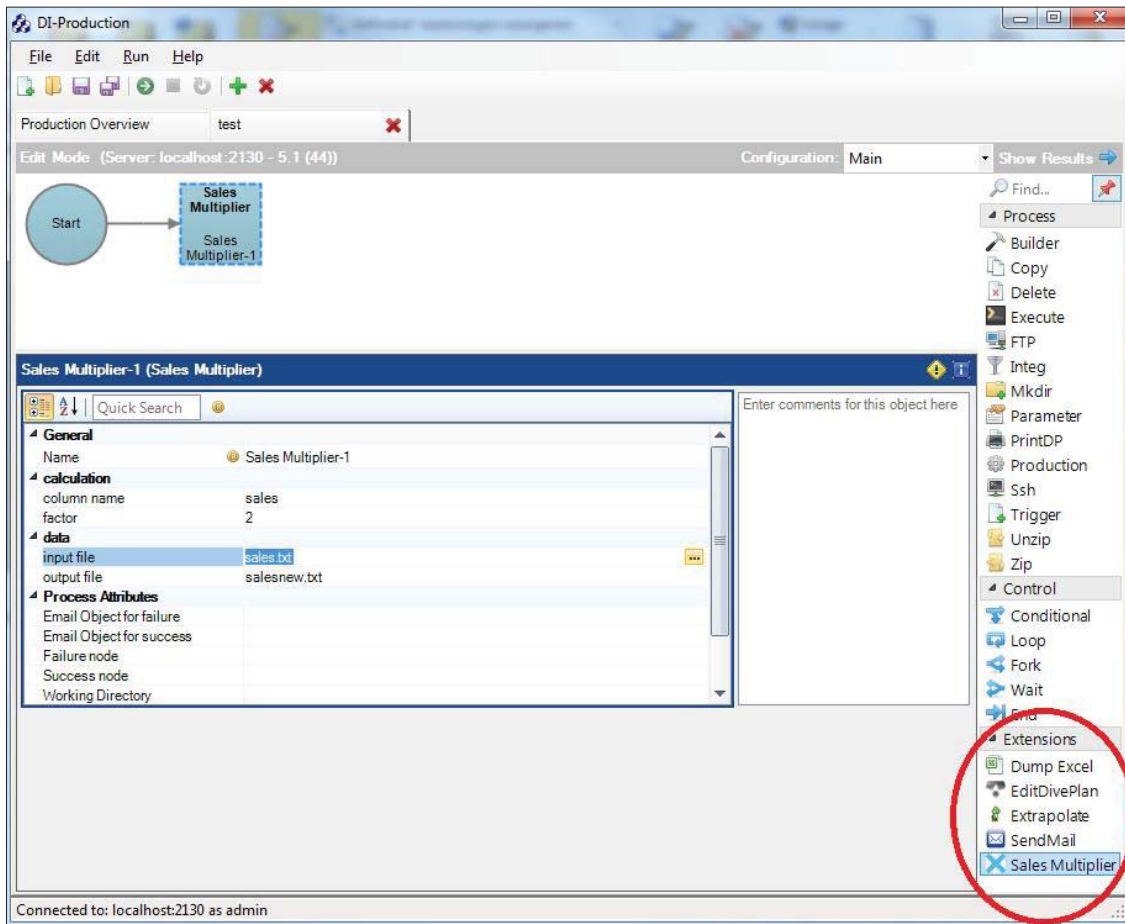 DI-Production
File Edit Run Help
Production Overview test
Edit Mode (Server: localhost:2130 - 5.1 (44)) Configuration: Main Show Results
Start
Sales
Multiplier
Sales
Multiplier-1
Sales Multiplier-1 (Sales Multiplier)
Quick Search
General
Name Sales Multiplier-1
calculation
column name sales
factor 2
data
input file sales.txt ...
output file salesnew.txt
Process Attributes
Email Object for failure
Email Object for success
Failure node
Success node
Working Directory
Enter comments for this object here
Find...
Process
Builder
Copy
Delete
Execute
FTP
Integ
Mkdir
Parameter
PrintDP
Production
Ssh
Trigger
Unzip
Zip
Control
Conditional
Loop
Fork
Wait
End
Extensions
Dump Excel
EditDivePlan
Extrapolate
SendMail
Sales Multiplier
Connected to: localhost:2130 as admin